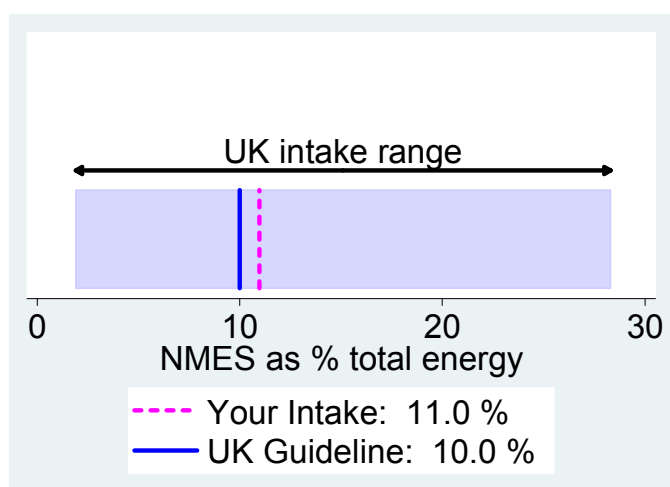 UK intake range
0 10 20 30
NMES as % total energy
Your Intake: 11.0 %
UK Guideline: 10.0 %